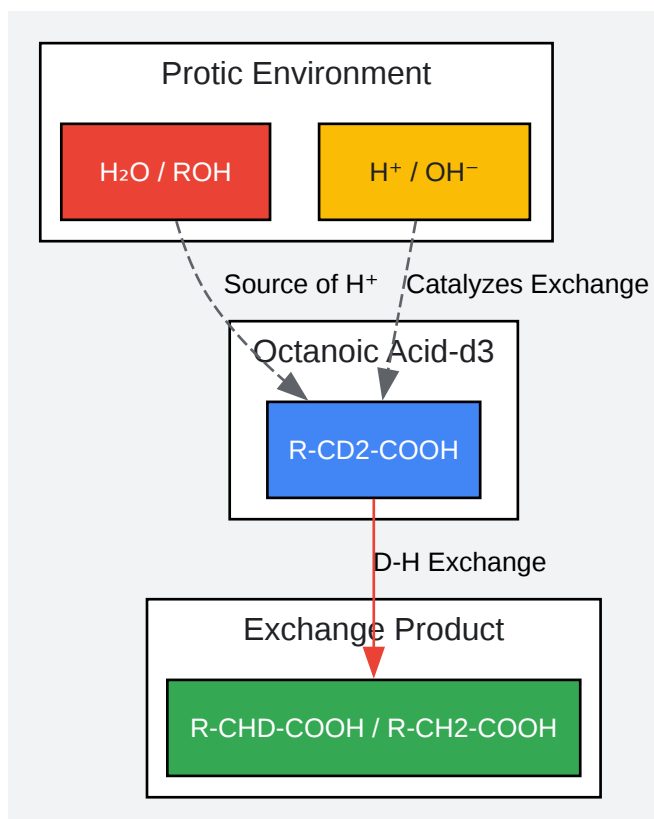 Protic Environment
H₂O / ROH
H⁺ / OH⁻
Source of H⁺
Catalyzes Exchange
Octanoic Acid-d3
R-CD2-COOH
D-H Exchange
Exchange Product
R-CHD-COOH / R-CH2-COOH